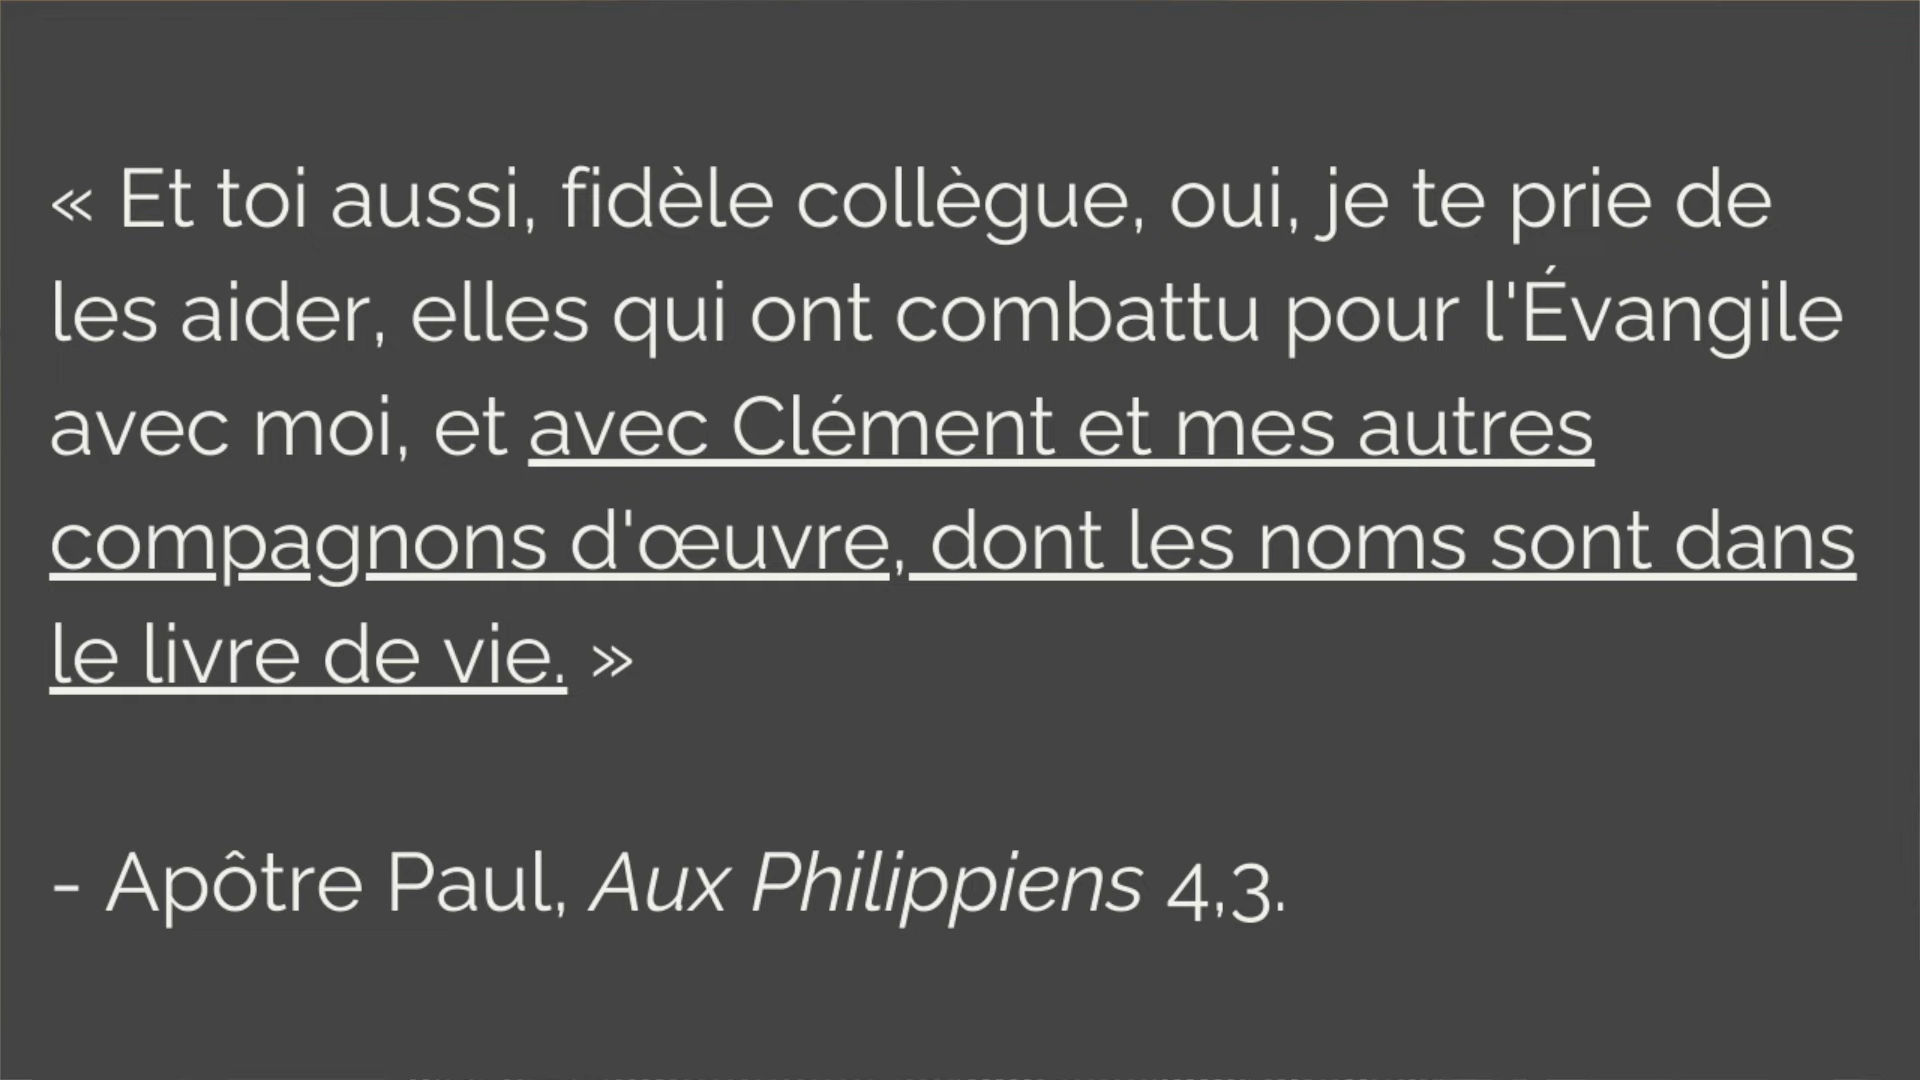 « Et toi aussi, fidèle collègue, oui, je te prie de
les aider, elles qui ont combattu pour l'Évangile
avec moi, et avec Clément et mes autres
compagnons d'œuvre, dont les noms sont dans
le livre de vie. »
- Apôtre Paul, Aux Philippiens 4,3.